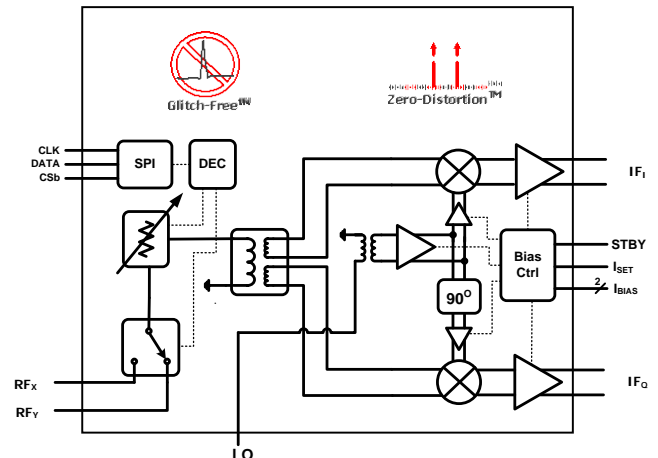 Glitch-Free™
Zero-Distortion™
CLK
DATA
CSb
SPI
DEC
IFI
STBY
Bias
Ctrl
ISET
2
IBIAS
90O
RFX
RFY
IFQ
LO